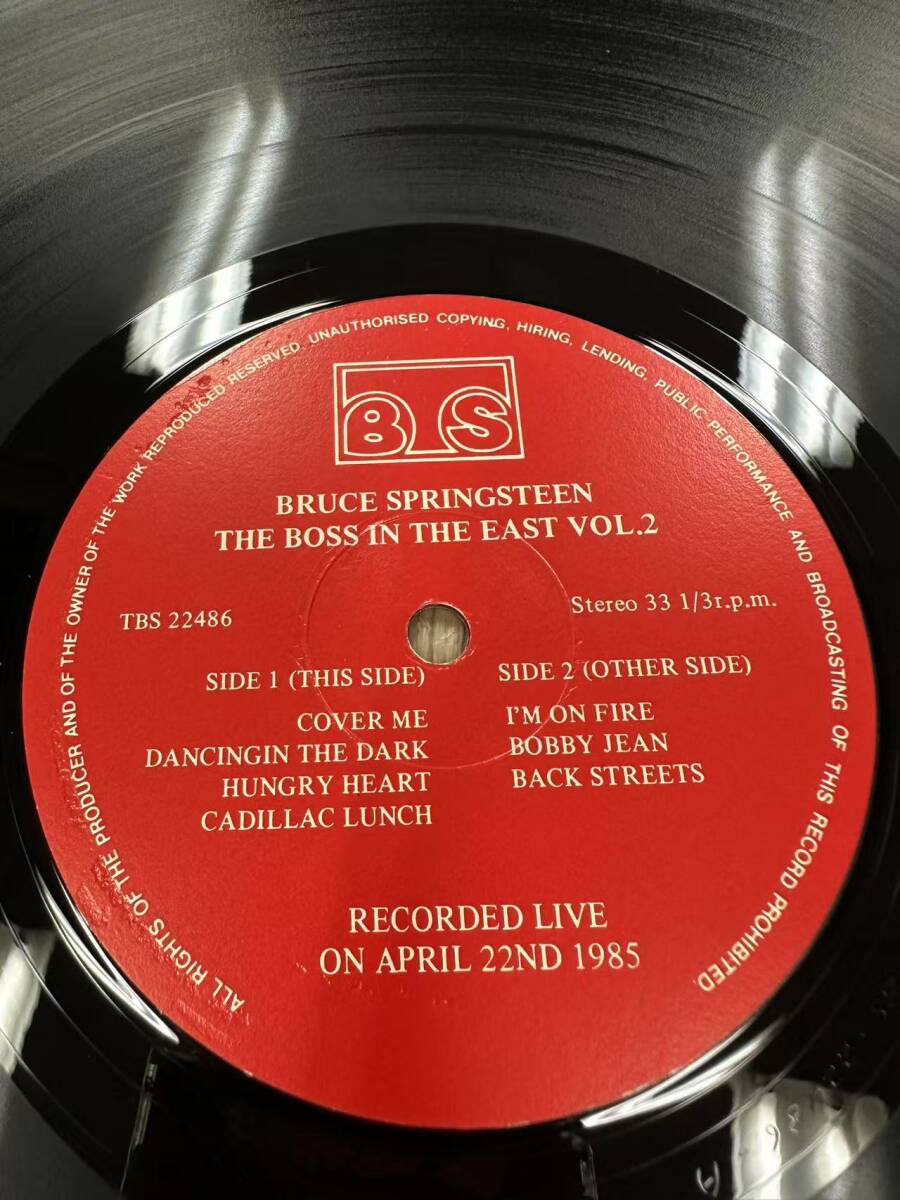 ALL RIGHTS OF THE PRODUCER AND OF THE OWNER OF THE WORK REPRODUCED RESERVED. UNAUTHORISED COPYING, HIRING, LENDING, PUBLIC PERFORMANCE AND BROADCASTING OF THIS RECORD PROHIBITED.
BTS
BRUCE SPRINGSTEEN
THE BOSS IN THE EAST VOL.2
TBS 22486
Stereo 33 1/3r.p.m.
SIDE 1 (THIS SIDE)
COVER ME
DANCINGIN THE DARK
HUNGRY HEART
CADILLAC LUNCH
SIDE 2 (OTHER SIDE)
I'M ON FIRE
BOBBY JEAN
BACK STREETS
RECORDED LIVE
ON APRIL 22ND 1985